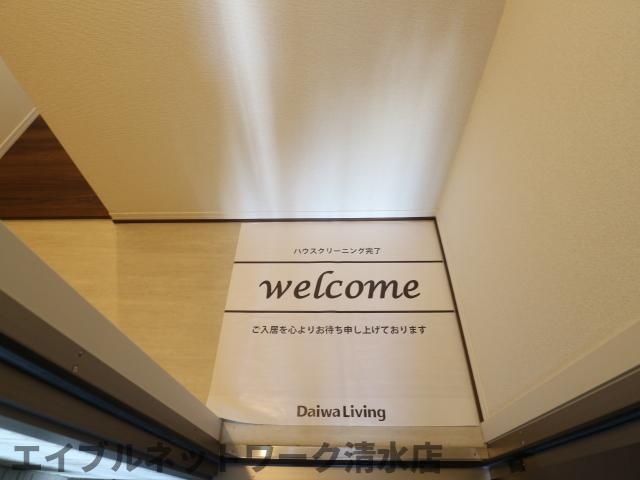 ハウスクリーニング完了
welcome
ご入居を心よりお待ち申し上げております
Daiwa Living
エイブルネットワーク清水店